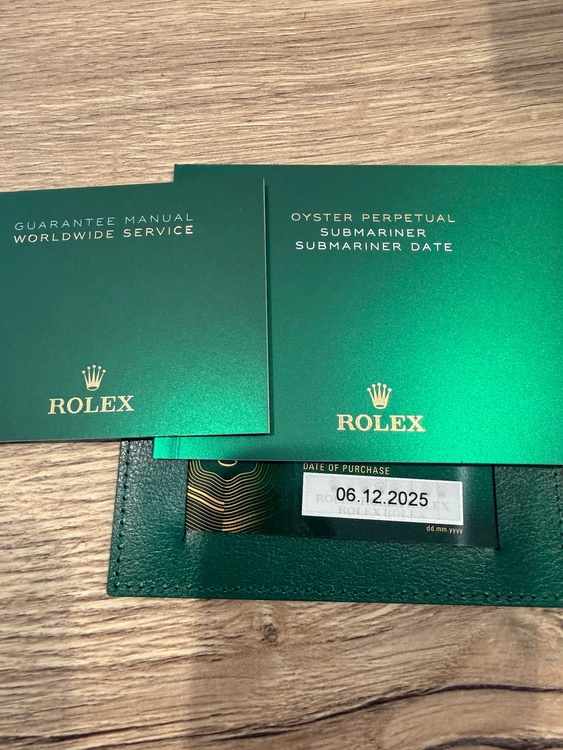 GUARANTEE MANUAL
WORLDWIDE SERVICE
ROLEX
OYSTER PERPETUAL
SUBMARINER
SUBMARINER DATE
ROLEX
DATE OF PURCHASE
06.12.2025
dd.mm.yyyy